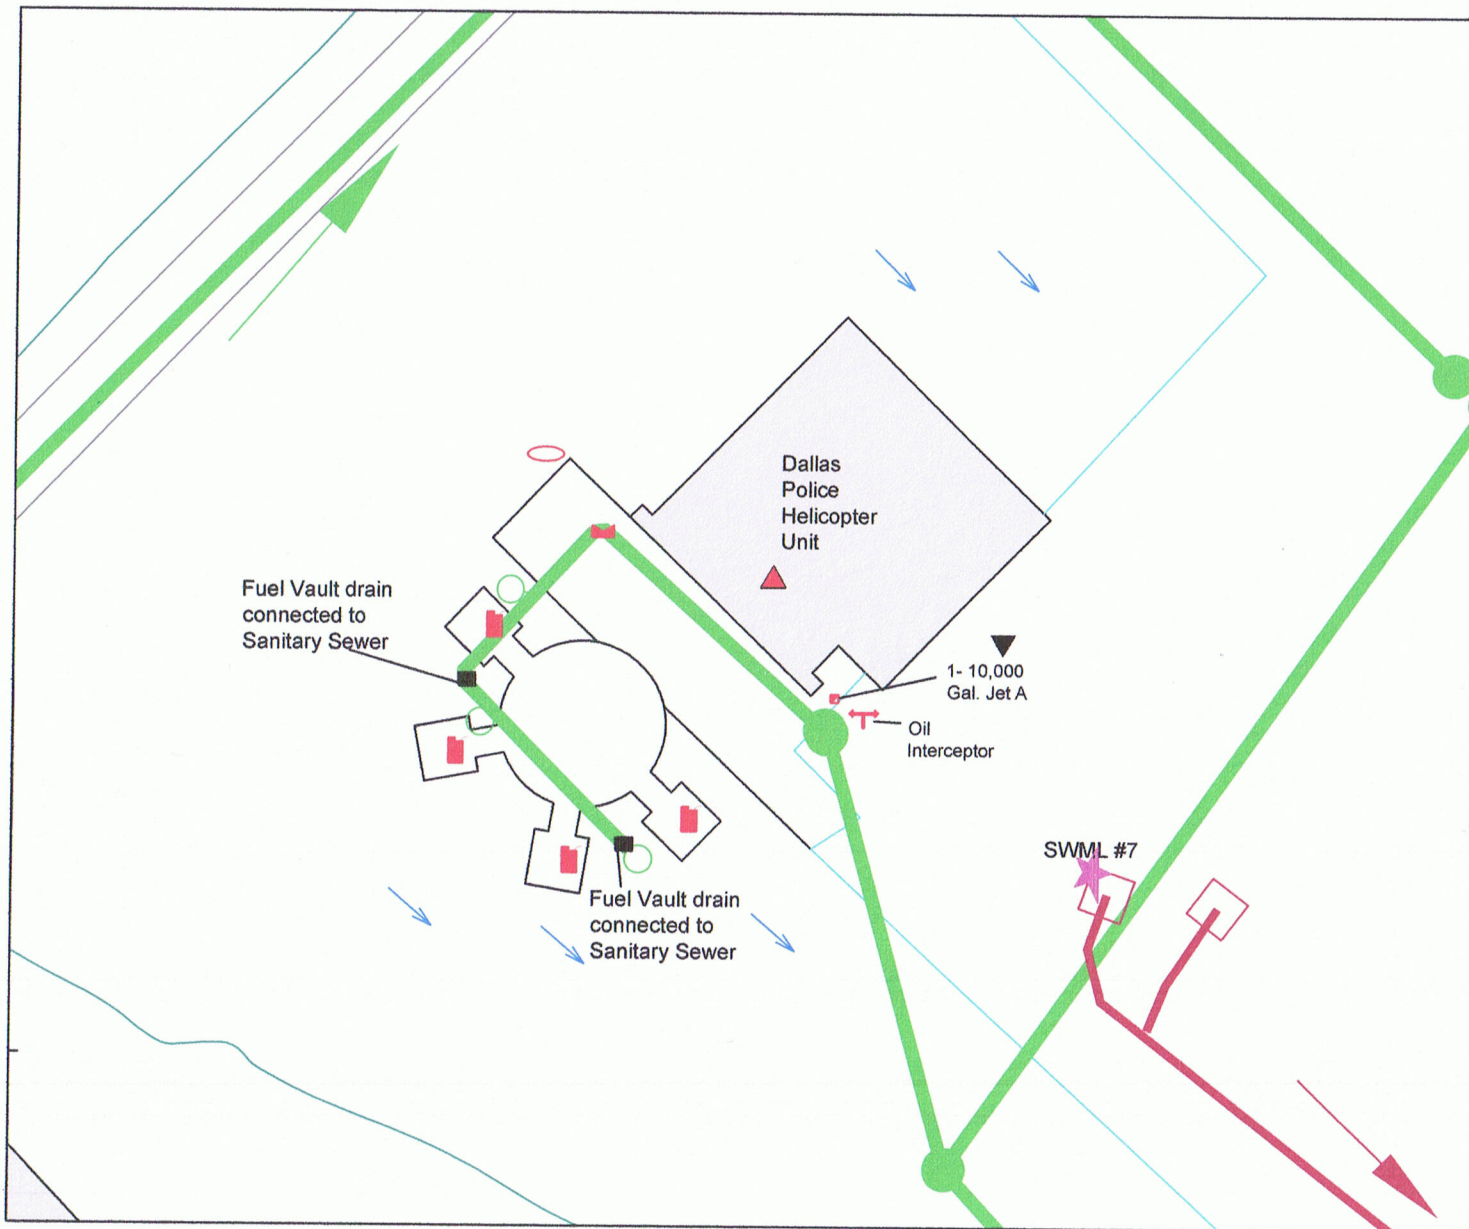 Dallas
Police
Helicopter
Unit
Fuel Vault drain
connected to
Sanitary Sewer
1- 10,000
Gal. Jet A
Oil
Interceptor
SWML #7
Fuel Vault drain
connected to
Sanitary Sewer